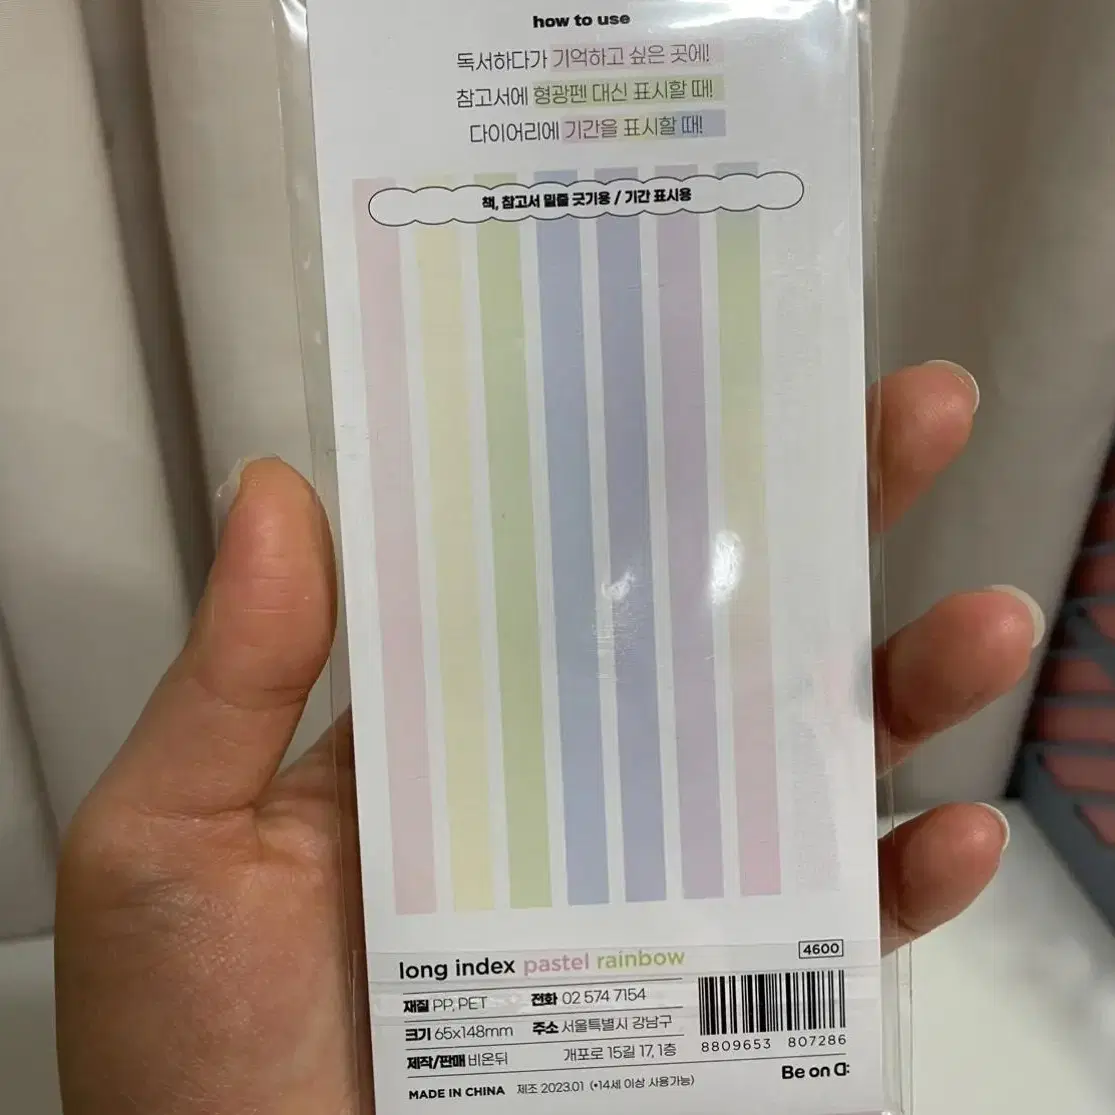 how to use
독서하다가 기억하고 싶은 곳에!
참고서에 형광펜 대신 표시할 때!
다이어리에 기간을 표시할 때!
책, 참고서 밑줄 긋기용 / 기간 표시용
4600
long index pastel rainbow
재질 PP, PET 전화 02 574 7154
크기 65x148mm 주소 서울특별시 강남구
제작/판매 비온뒤 개포로 15길 17, 1층
8809653 807286
Be on D:
MADE IN CHINA 제조 2023.01 (*14세 이상 사용가능)